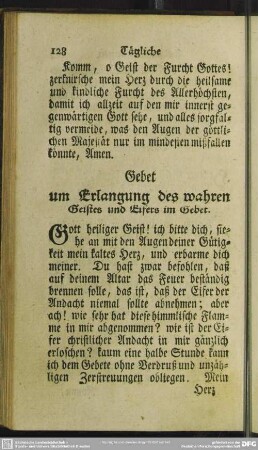 128 Tägliche
Komm, o Geist der Furcht Gottes!
zerknirsche mein Herz durch die heilsame
und kindliche Furcht des Allerhöchsten,
damit ich allzeit auf den mir innerst ge-
genwärtigen Gott sehe, und alles sorgfäl-
tig vermeide, was den Augen der göttli-
chen Majestät nur im mindesten mißfallen
könnte, Amen.
Gebet
um Erlangung des wahren
Geistes und Eifers im Gebet.
Gott heiliger Geist! ich bitte dich, sie-
he an mit den Augen deiner Gütig-
keit mein kaltes Herz, und erbarme dich
meiner. Du hast zwar befohlen, daß
auf deinem Altar das Feuer beständig
brennen solle, das ist, daß der Eifer der
Andacht niemal sollte abnehmen; aber
ach! wie sehr hat diese himmlische Flam-
me in mir abgenommen? wie ist der Ei-
fer christlicher Andacht in mir gänzlich
erloschen? kaum eine halbe Stunde kann
ich dem Gebete ohne Verdruß und unzäh-
ligen Zerstreuungen obliegen. Mein
Herz
DFG